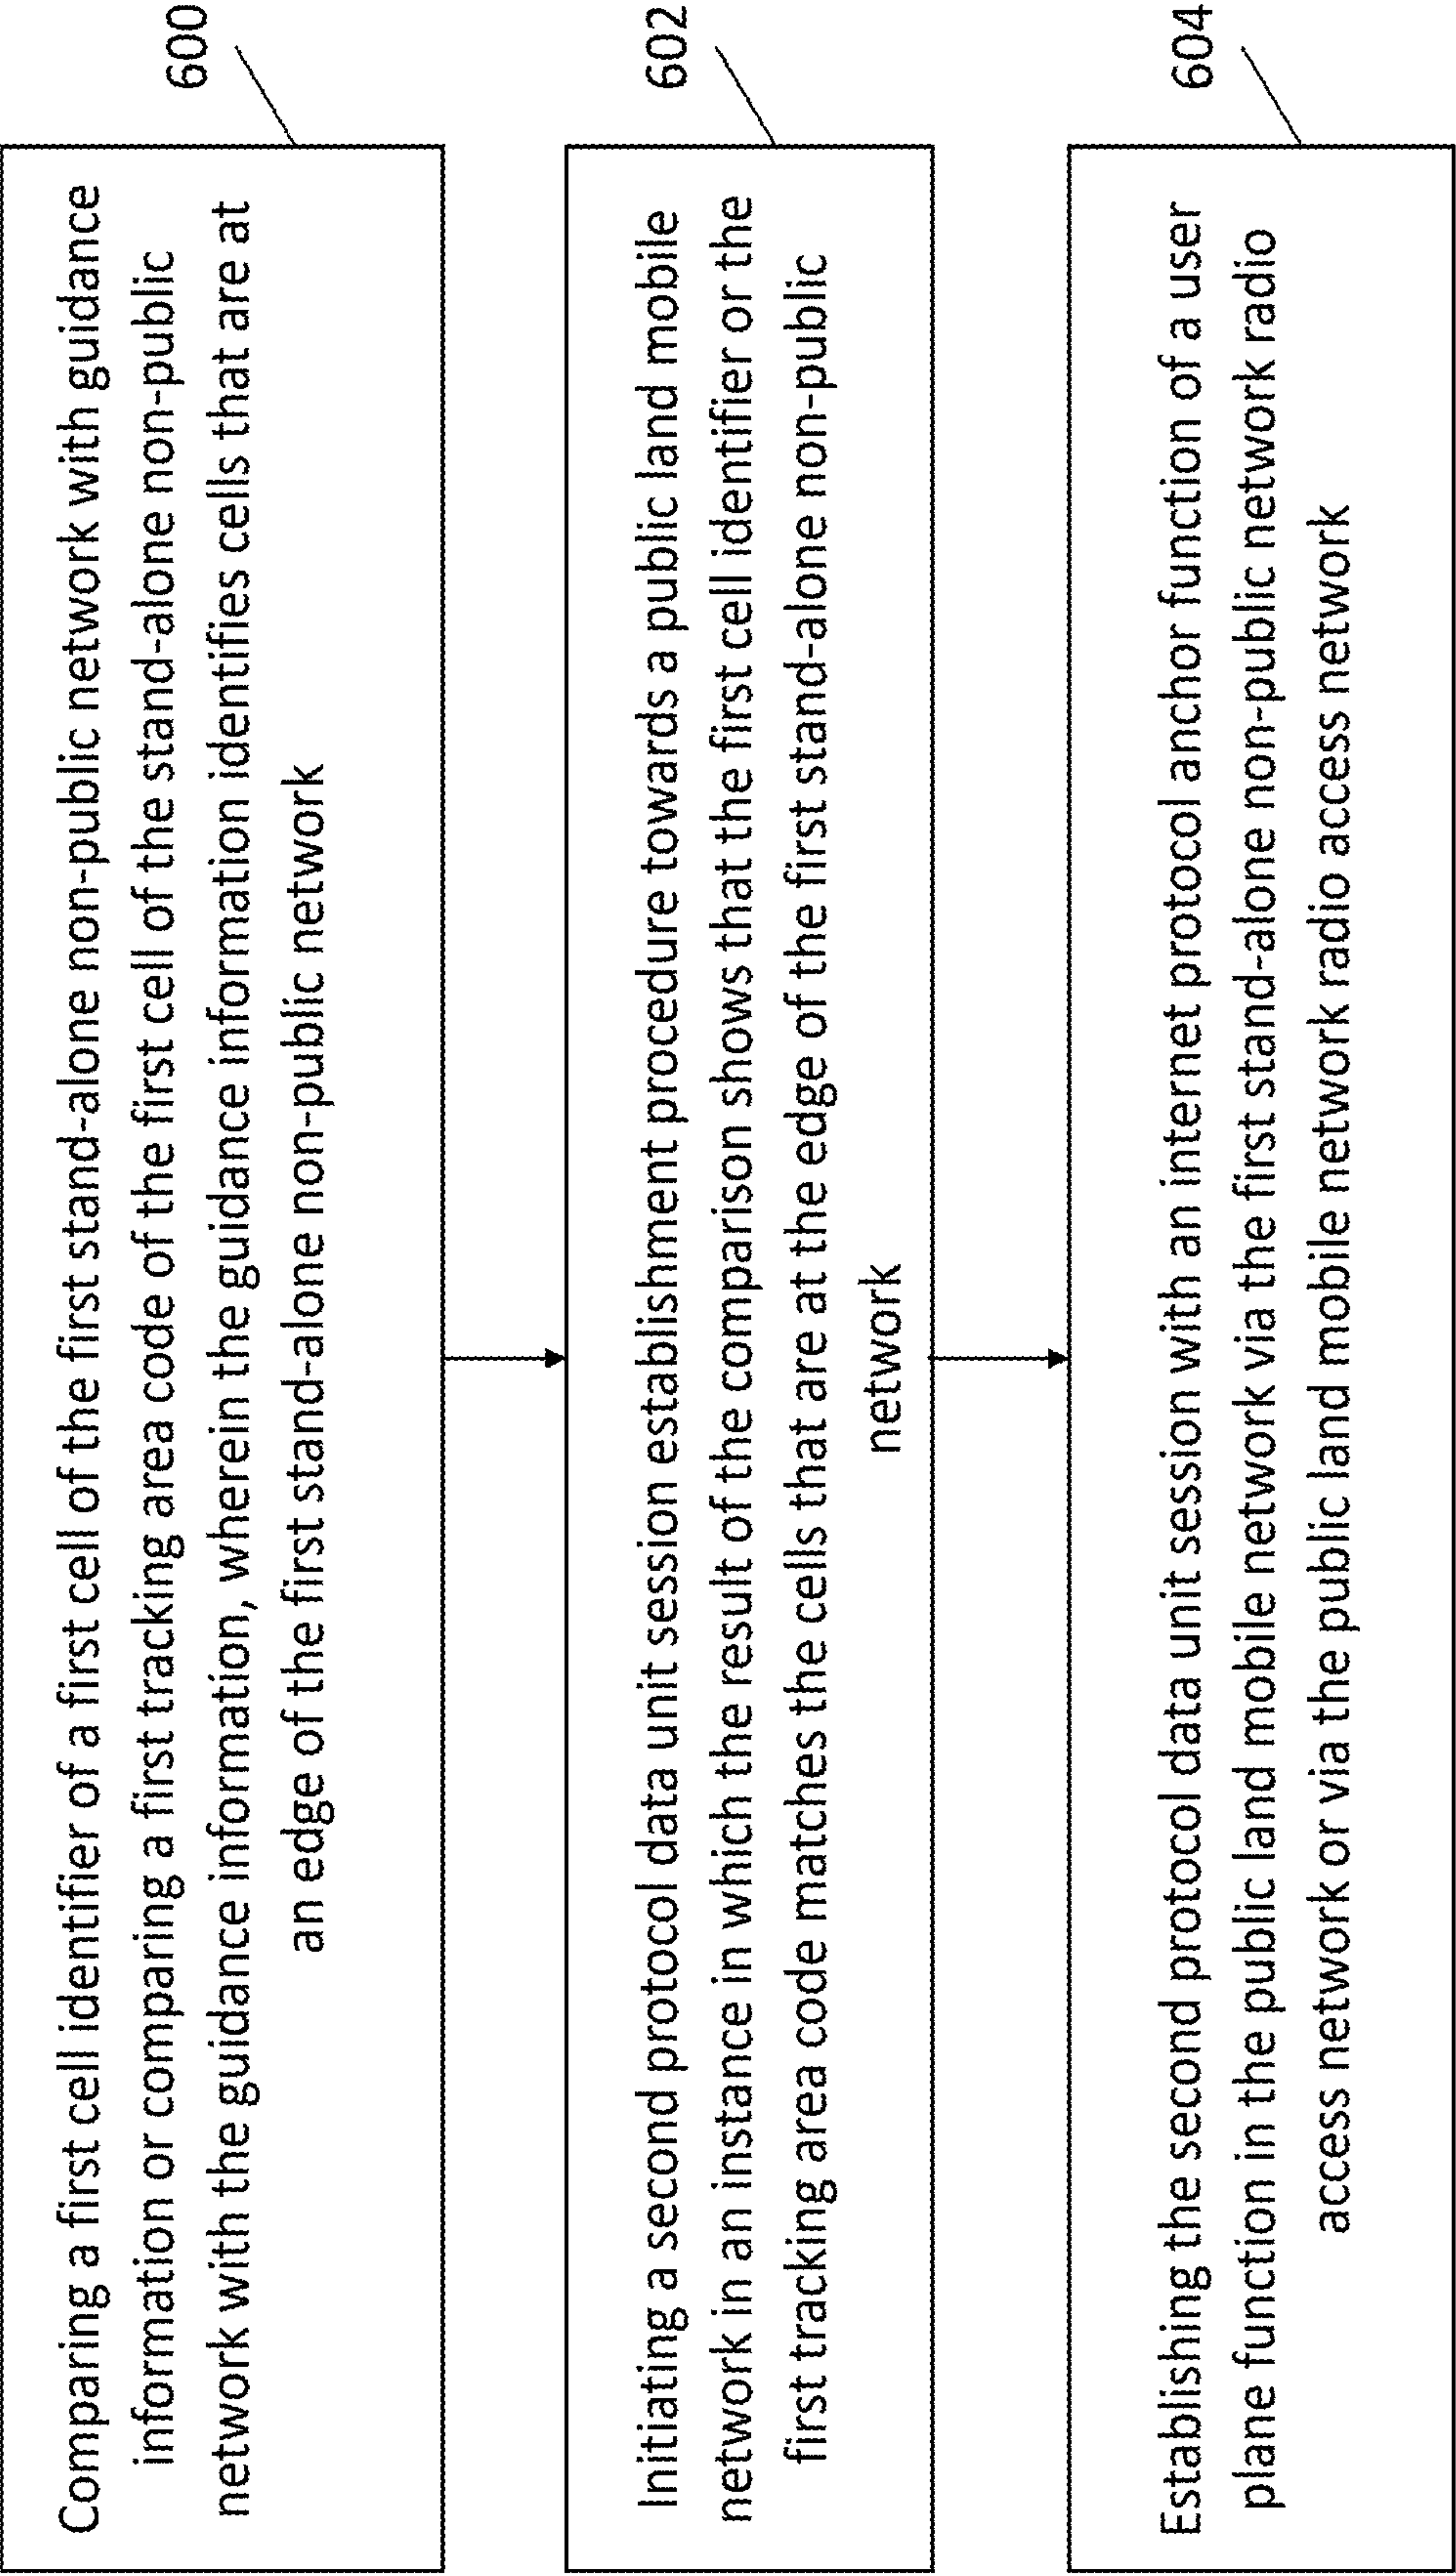 Comparing a first cell identifier of a first cell of the first stand-alone non-public network with guidance
information or comparing a first tracking area code of the first cell of the stand-alone non-public
network with the guidance information, wherein the guidance information identifies cells that are at
an edge of the first stand-alone non-public network
600
Initiating a second protocol data unit session establishment procedure towards a public land mobile
network in an instance in which the result of the comparison shows that the first cell identifier or the
first tracking area code matches the cells that are at the edge of the first stand-alone non-public
network
602
Establishing the second protocol data unit session with an internet protocol anchor function of a user
plane function in the public land mobile network via the first stand-alone non-public network radio
access network or via the public land mobile network radio access network
604